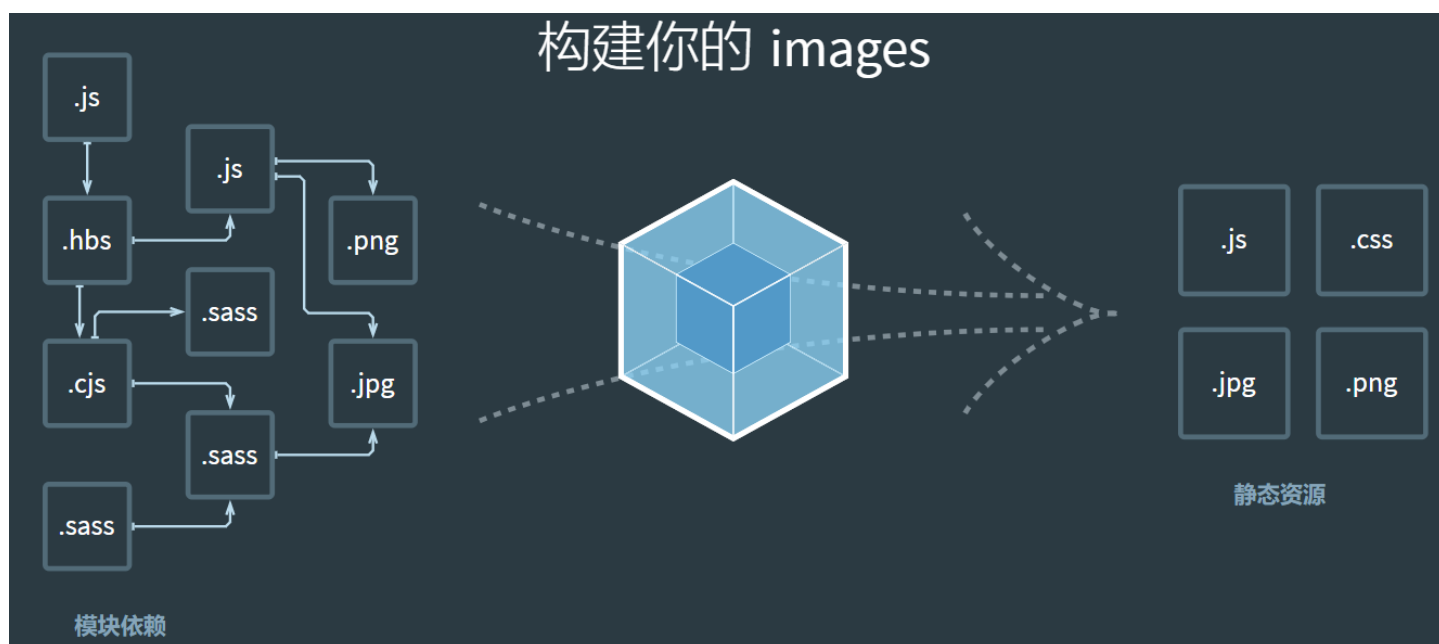 构建你的 images
.js
.js
.hbs
.png
.sass
.cjs
.jpg
.sass
.sass
模块依赖
.js
.css
.jpg
.png
静态资源